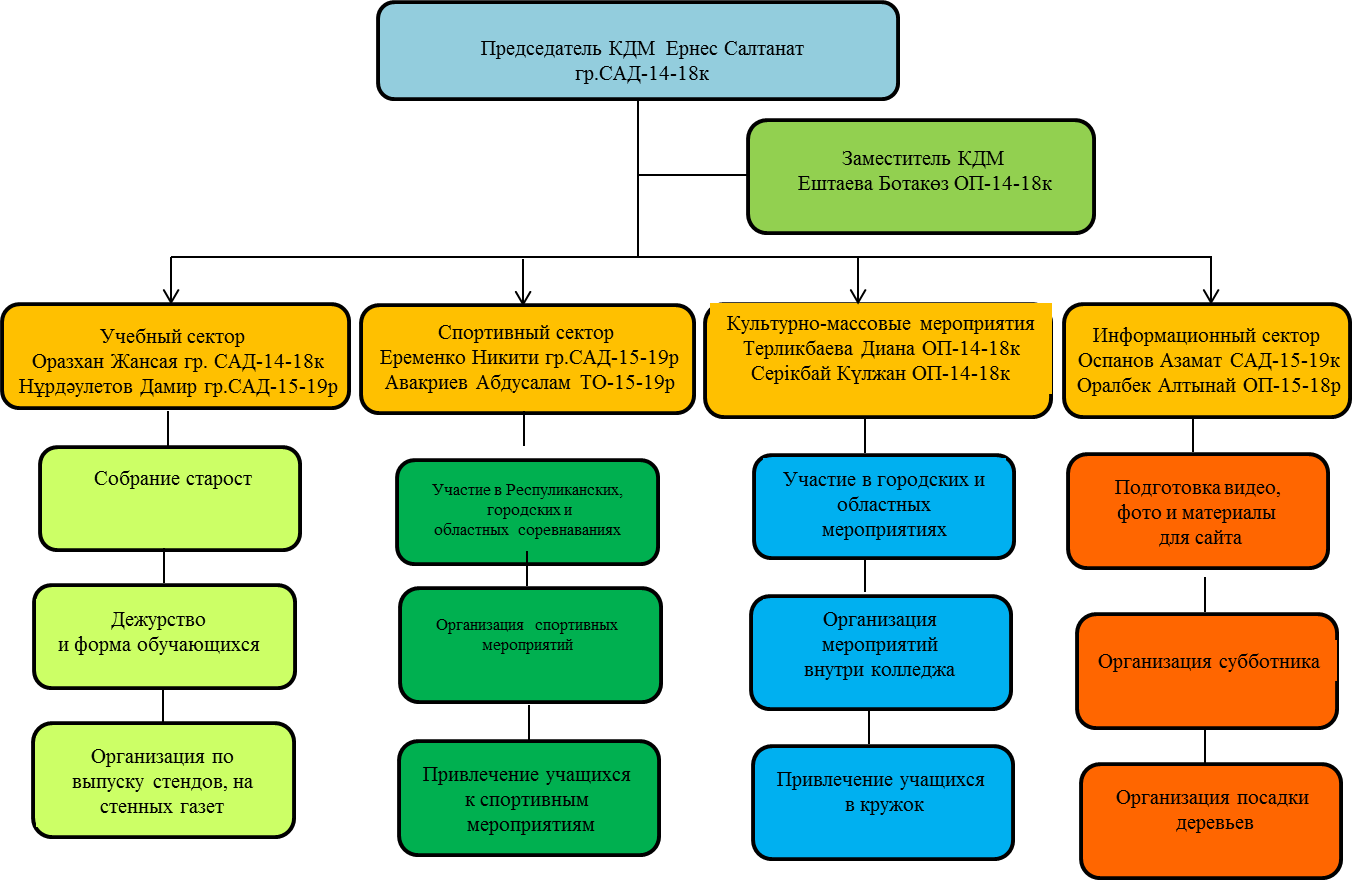 Председатель КДМ Ернес Салтанат
гр.САД-14-18к
Заместитель КДМ
Ештаева Ботакөз ОП-14-18к
Учебный сектор
Оразхан Жансая гр. САД-14-18к
Нұрдәулетов Дамир гр.САД-15-19р
Спортивный сектор
Еременко Никити гр.САД-15-19р
Авакриев Абдусалам ТО-15-19р
Культурно-массовые мероприятия
Терликбаева Диана ОП-14-18к
Серікбай Күлжан ОП-14-18к
Информационный сектор
Оспанов Азамат САД-15-19к
Оралбек Алтынай ОП-15-18р
Собрание старост
Дежурство
и форма обучающихся
Организация по
выпуску стендов, на
стенных газет
Участие в Респуликанских,
городских и
областных соревнаваниях
Организация спортивных
мероприятий
Привлечение учащихся
к спортивным
мероприятиям
Участие в городских и
областных
мероприятиях
Организация
мероприятий
внутри колледжа
Привлечение учащихся
в кружок
Подготовка видео,
фото и материалы
для сайта
Организация субботника
Организация посадки
деревьев